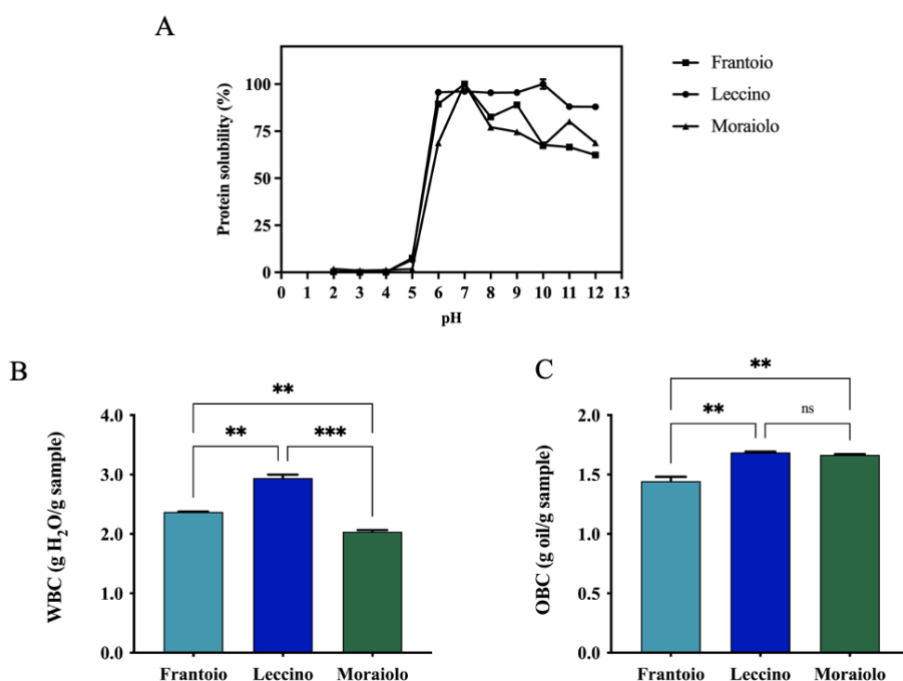 A
Protein solubility (%)
100
75
50
25
0
0 1 2 3 4 5 6 7 8 9 10 11 12 13
pH
Frantoio
Leccino
Moraiolo
B
**
** ***
WBC (g H₂O/g sample)
4.0
3.0
2.0
1.0
0.0
Frantoio Leccino Moraiolo
C
**
** ns
OBC (g oil/g sample)
2.0
1.5
1.0
0.5
0.0
Frantoio Leccino Moraiolo